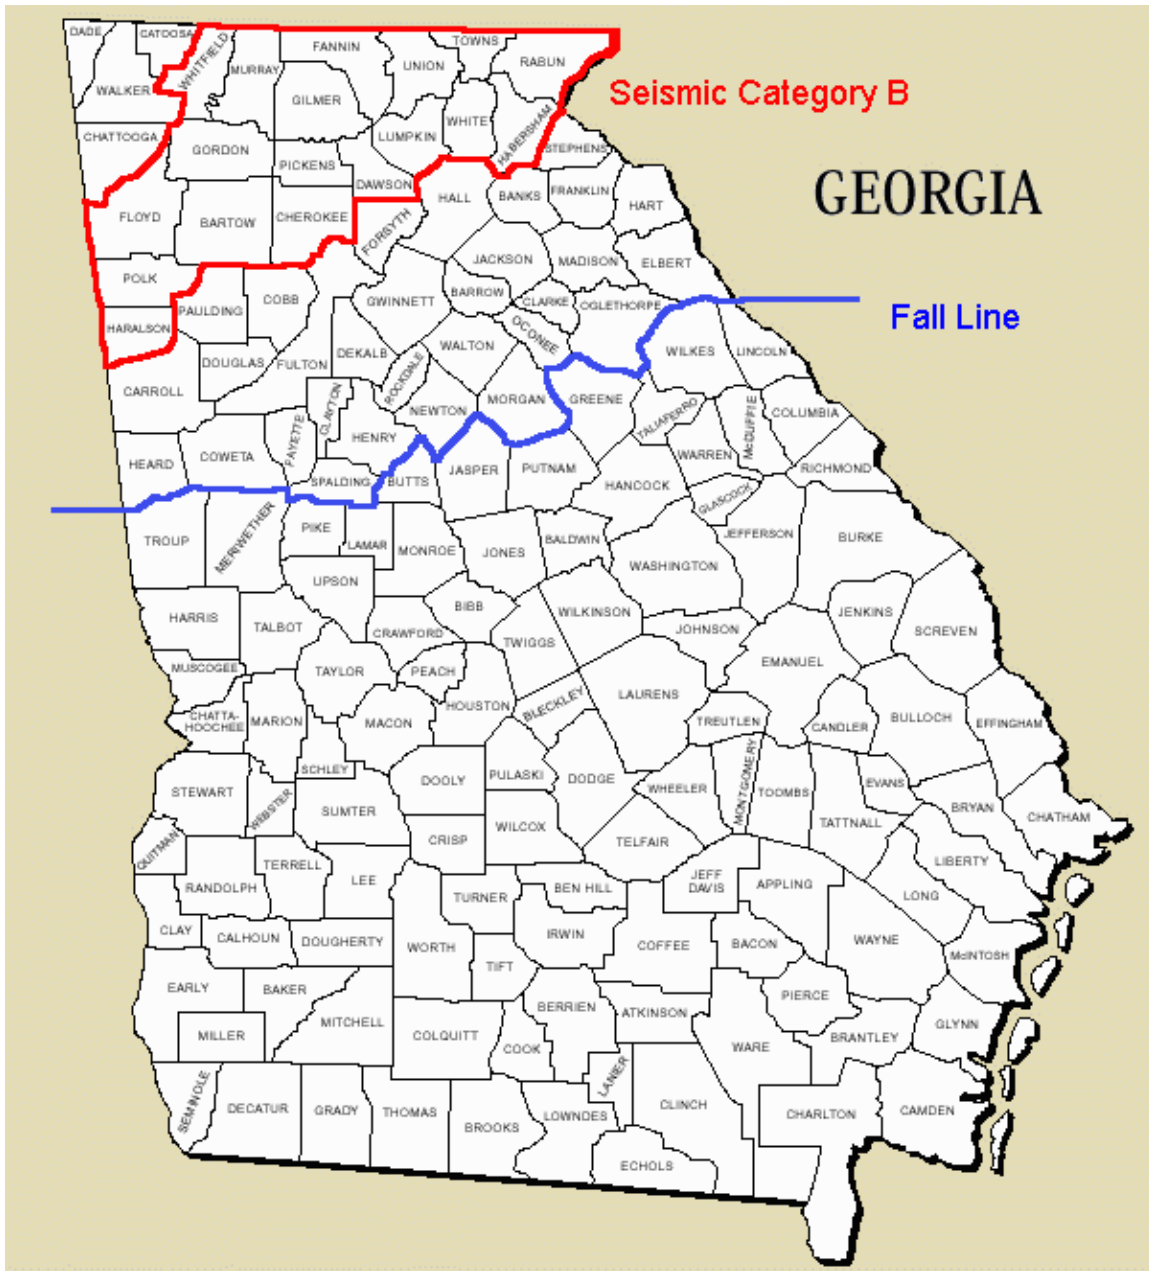 DADE
CATOOSA
WHITFIELD
FANNIN
TOWNS
RABUN
MURRAY
UNION
WALKER
GILMER
Seismic Category B
WHITE
HABERSHAM
CHATTOOGA
LUMPKIN
STEPHENS
GORDON
PICKENS
DAWSON
GEORGIA
HALL
BANKS
FRANKLIN
HART
FLOYD
BARTOW
CHEROKEE
FORSYTH
JACKSON
MADISON
ELBERT
POLK
COBB
GWINNETT
BARROW
CLARKE
OGLETHORPE
PAULDING
HARALSON
OCONEE
Fall Line
DEKALB
WALTON
WILKES
LINCOLN
DOUGLAS
FULTON
ROCKDALE
CARROLL
CLAYTON
NEWTON
MORGAN
GREENE
TALIAFERRO
McDUFFIE
COLUMBIA
FAYETTE
HENRY
HEARD
COWETA
WARREN
RICHMOND
SPALDING
BUTTS
JASPER
PUTNAM
HANCOCK
GLASCOCK
TROUP
MERIWETHER
PIKE
LAMAR
MONROE
JONES
BALDWIN
JEFFERSON
BURKE
WASHINGTON
UPSON
HARRIS
TALBOT
CRAWFORD
BIBB
WILKINSON
JENKINS
TWIGGS
JOHNSON
SCREVEN
MUSCOGEE
TAYLOR
PEACH
EMANUEL
CHATTA-
HOOCHEE
MARION
MACON
HOUSTON
BLECKLEY
LAURENS
TREUTLEN
CANDLER
BULLOCH
EFFINGHAM
SCHLEY
DOOLY
PULASKI
DODGE
WHEELER
MONTGOMERY
TOOMBS
EVANS
STEWART
WEBSTER
SUMTER
TATTNALL
BRYAN
CHATHAM
CRISP
WILCOX
TELFAIR
QUITMAN
TERRELL
LIBERTY
RANDOLPH
LEE
TURNER
BEN HILL
JEFF
DAVIS
APPLING
LONG
CLAY
CALHOUN
DOUGHERTY
WORTH
IRWIN
COFFEE
BACON
WAYNE
McINTOSH
TIFT
EARLY
BAKER
MITCHELL
BERRIEN
ATKINSON
PIERCE
MILLER
COLQUITT
COOK
WARE
BRANTLEY
GLYNN
SEMINOLE
DECATUR
GRADY
THOMAS
BROOKS
LOWNDES
LANIER
CLINCH
CHARLTON
CAMDEN
ECHOLS